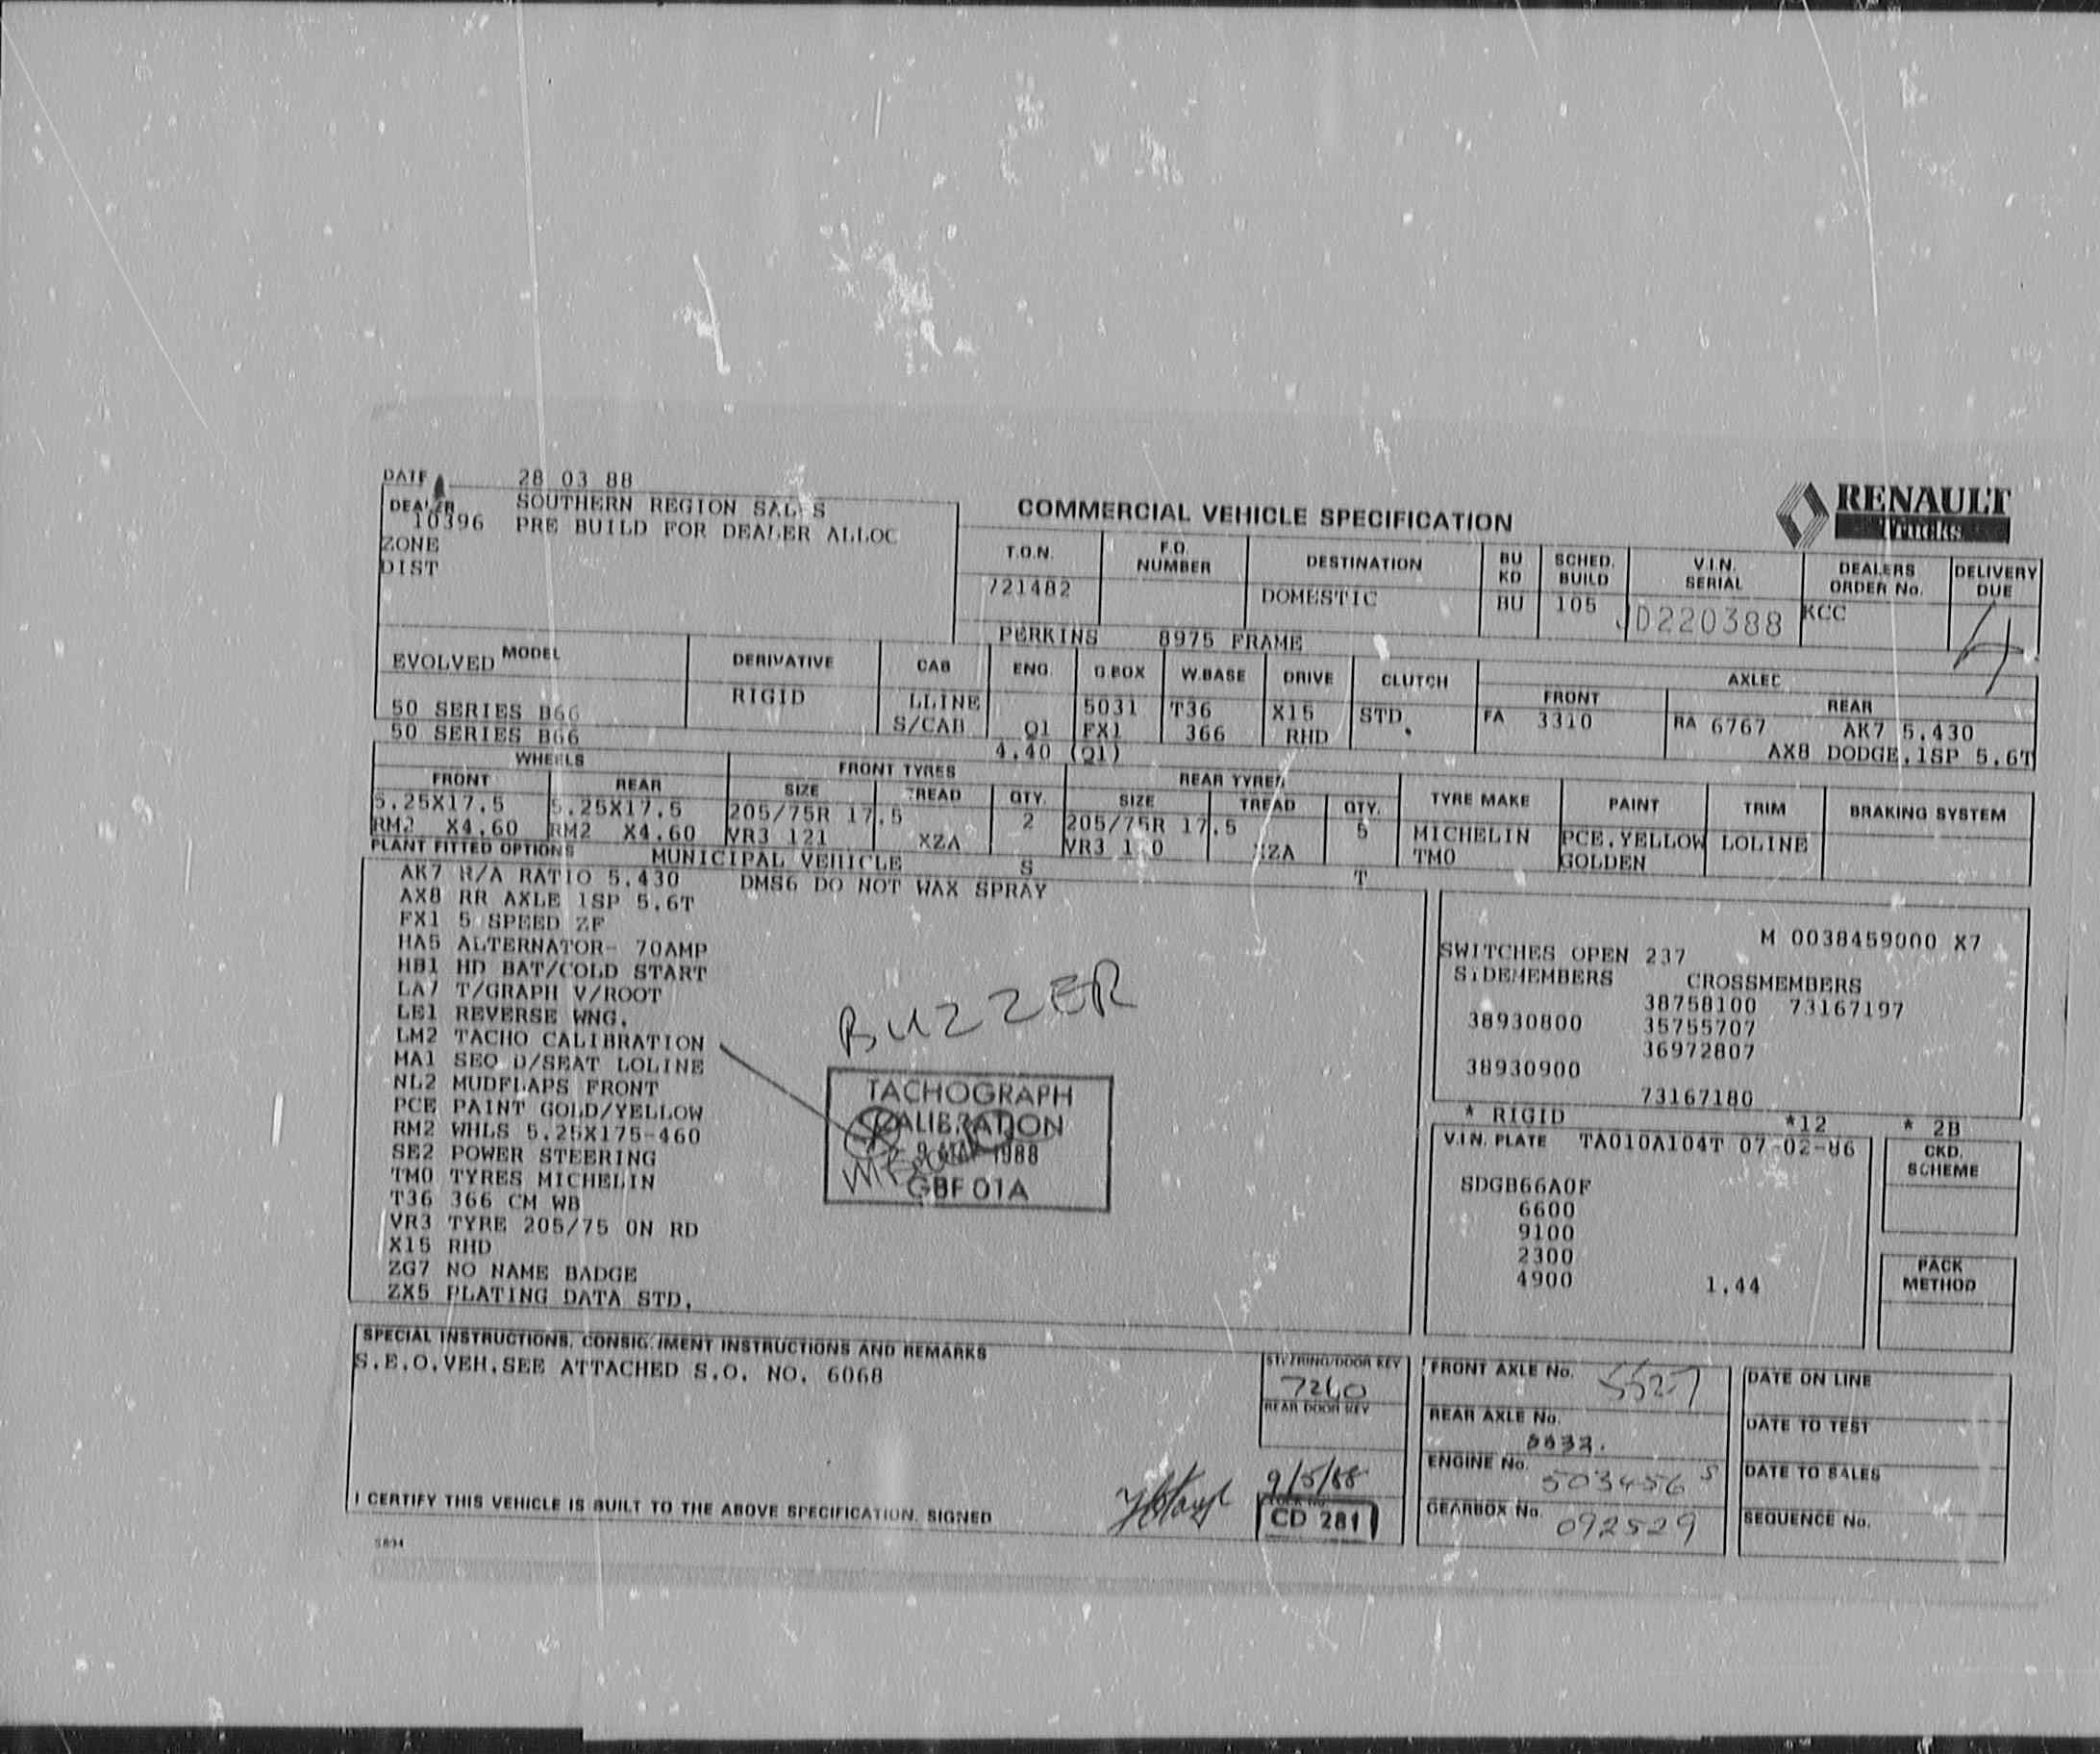 DATE 28 03 88
DEALER SOUTHERN REGION SALES
10396 PRE BUILD FOR DEALER ALLOC
ZONE
DIST
COMMERCIAL VEHICLE SPECIFICATION
RENAULT
Trucks
T.O.N. F.O. NUMBER DESTINATION BU KD SCHED. BUILD V.I.N. SERIAL DEALERS ORDER No. DELIVERY DUE
721482 DOMESTIC BU 105 JD220388 KCC 4
PERKINS 8975 FRAME
EVOLVED MODEL DERIVATIVE CAB ENG. G.BOX W.BASE DRIVE CLUTCH AXLEC
FRONT REAR
50 SERIES B66 RIGID LLINE 5031 T36 X15 STD. FA 3310 RA 6767 AK7 5.430
50 SERIES B66 S/CAB Q1 FX1 366 RHD AX8 DODGE.1SP 5.6T
4.40 (Q1)
WHEELS FRONT TYRES REAR TYRES
FRONT REAR SIZE TREAD QTY. SIZE TREAD QTY. TYRE MAKE PAINT TRIM BRAKING SYSTEM
5.25X17.5 5.25X17.5 205/75R 17.5 2 205/75R 17.5 5 MICHELIN PCE.YELLOW LOLINE
RM2 X4.60 RM2 X4.60 VR3 121 XZA VR3 XZA TM0 GOLDEN
PLANT FITTED OPTIONS MUNICIPAL VEHICLE S T
AK7 R/A RATIO 5.430 DMS6 DO NOT WAX SPRAY
AX8 RR AXLE 1SP 5.6T
FX1 5 SPEED ZF
HA5 ALTERNATOR- 70AMP
HB1 HD BAT/COLD START
LA7 T/GRAPH V/ROOT
LE1 REVERSE WNG.
LM2 TACHO CALIBRATION
MA1 SEO D/SEAT LOLINE
NL2 MUDFLAPS FRONT
PCE PAINT GOLD/YELLOW
RM2 WHLS 5.25X175-460
SE2 POWER STEERING
TM0 TYRES MICHELIN
T36 366 CM WB
VR3 TYRE 205/75 ON RD
X15 RHD
ZG7 NO NAME BADGE
ZX5 PLATING DATA STD.
BUZZER
TACHOGRAPH
CALIBRATION
9 MAY 1988
GBF 01A
M 0038459000 X7
SWITCHES OPEN 237
SIDEMEMBERS CROSSMEMBERS
38758100 73167197
38930800 35755707
36972807
38930900
73167180
* RIGID *12 * 2B
V.I.N. PLATE TA010A104T 07-02-86
CKD. SCHEME
SDGB66A0F
6600
9100
2300
4900 1.44
PACK METHOD
SPECIAL INSTRUCTIONS, CONSIGNMENT INSTRUCTIONS AND REMARKS
S.E.O.VEH.SEE ATTACHED S.O. NO. 6068
STEERING/DOOR KEY
7260
REAR DOOR KEY
9/5/88
CD 281
FRONT AXLE No. 5527
REAR AXLE No.
ENGINE No. 503456 S
GEARBOX No. 092529
DATE ON LINE
DATE TO TEST
DATE TO SALES
SEQUENCE No.
I CERTIFY THIS VEHICLE IS BUILT TO THE ABOVE SPECIFICATION. SIGNED